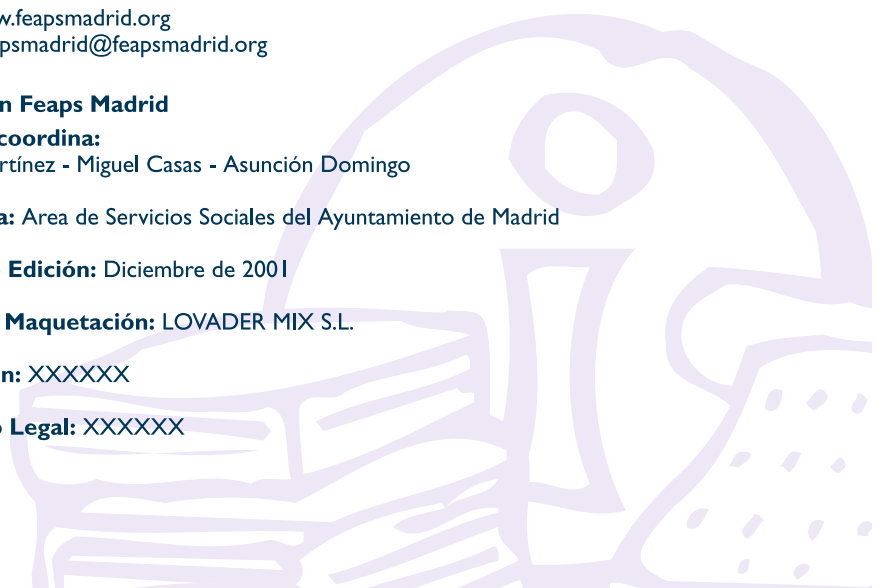 w.feapsmadrid.org
psmadrid@feapsmadrid.org
n Feaps Madrid
coordina:
rtínez - Miguel Casas - Asunción Domingo
a: Area de Servicios Sociales del Ayuntamiento de Madrid
Edición: Diciembre de 2001
Maquetación: LOVADER MIX S.L.
n: XXXXXX
o Legal: XXXXXX